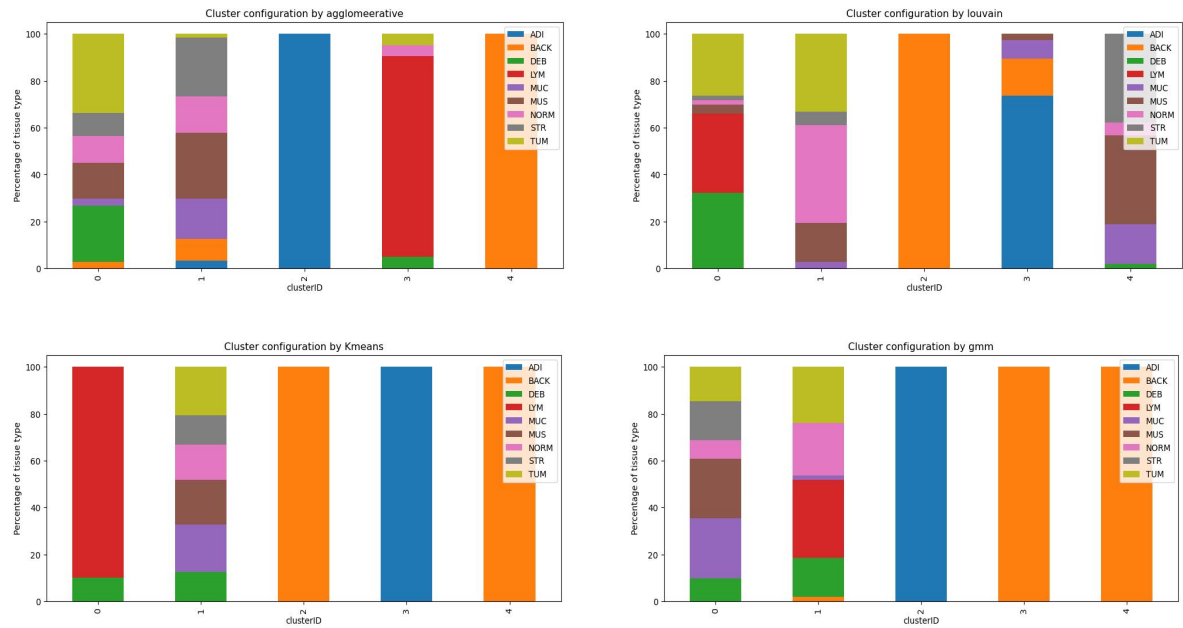 Cluster configuration by agglomeerative
Percentage of tissue type
100
80
60
40
20
0
ADI
BACK
DEB
LYM
MUC
MUS
NORM
STR
TUM
0 1 2 3 4
clusterID
Cluster configuration by louvain
Percentage of tissue type
100
80
60
40
20
0
ADI
BACK
DEB
LYM
MUC
MUS
NORM
STR
TUM
0 1 2 3 4
clusterID
Cluster configuration by Kmeans
Percentage of tissue type
100
80
60
40
20
0
ADI
BACK
DEB
LYM
MUC
MUS
NORM
STR
TUM
0 1 2 3 4
clusterID
Cluster configuration by gmm
Percentage of tissue type
100
80
60
40
20
0
ADI
BACK
DEB
LYM
MUC
MUS
NORM
STR
TUM
0 1 2 3 4
clusterID